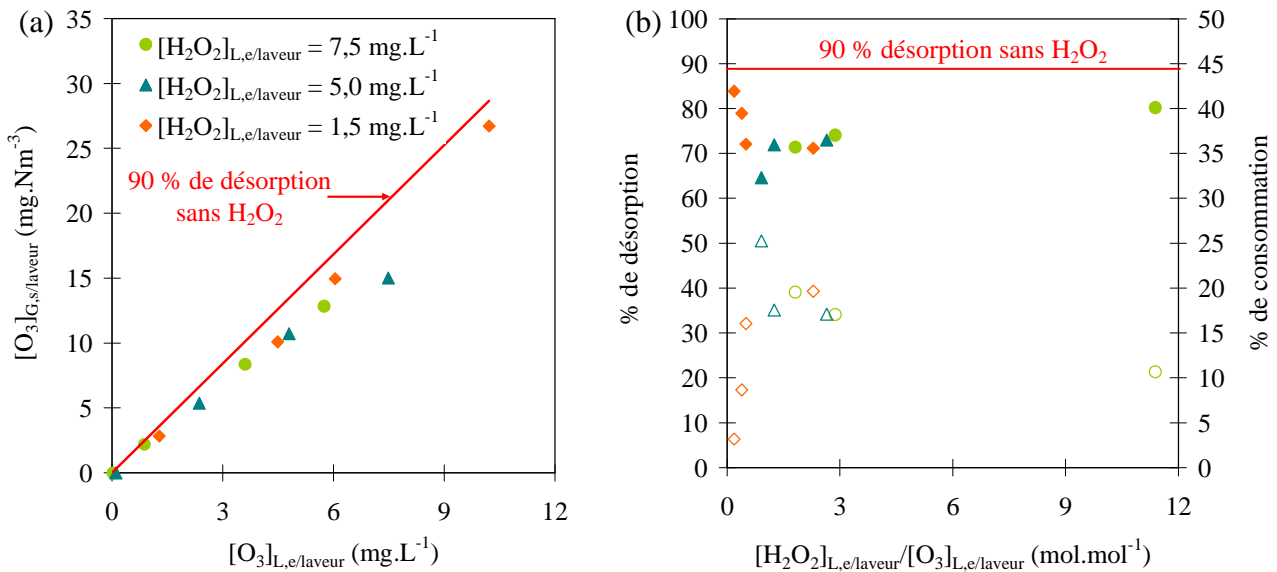 (a)
35
30
25
20
15
10
5
0
[O₃]G,s/laveur (mg.Nm⁻³)
[H₂O₂]L,e/laveur = 7,5 mg.L⁻¹
[H₂O₂]L,e/laveur = 5,0 mg.L⁻¹
[H₂O₂]L,e/laveur = 1,5 mg.L⁻¹
90 % de désorption
sans H₂O₂
0 3 6 9 12
[O₃]L,e/laveur (mg.L⁻¹)
(b)
100
90
80
70
60
50
40
30
20
10
0
% de désorption
90 % désorption sans H₂O₂
50
45
40
35
30
25
20
15
10
5
0
% de consommation
0 3 6 9 12
[H₂O₂]L,e/laveur/[O₃]L,e/laveur (mol.mol⁻¹)